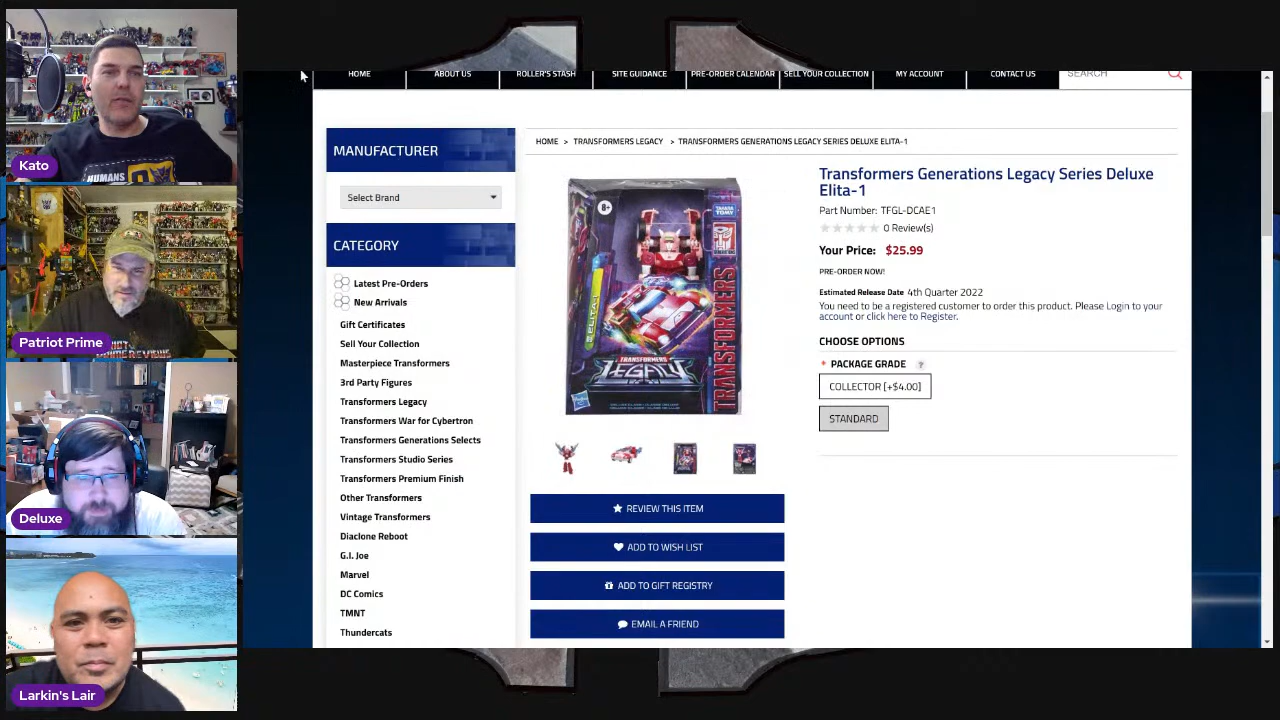 Kato
HUMANS
Patriot Prime
Deluxe
Larkin's Lair
HOME
ABOUT US
ROLLER'S STASH
SITE GUIDANCE
PRE-ORDER CALENDAR
SELL YOUR COLLECTION
MY ACCOUNT
CONTACT US
SEARCH
MANUFACTURER
Select Brand
CATEGORY
Latest Pre-Orders
New Arrivals
Gift Certificates
Sell Your Collection
Masterpiece Transformers
3rd Party Figures
Transformers Legacy
Transformers War for Cybertron
Transformers Generations Selects
Transformers Studio Series
Transformers Premium Finish
Other Transformers
Vintage Transformers
Diaclone Reboot
G.I. Joe
Marvel
DC Comics
TMNT
Thundercats
HOME > TRANSFORMERS LEGACY > TRANSFORMERS GENERATIONS LEGACY SERIES DELUXE ELITA-1
8+
TAKARA
TOMY
TRANSFORMERS
TRANSFORMERS
LEGACY
Hasbro
REVIEW THIS ITEM
ADD TO WISH LIST
ADD TO GIFT REGISTRY
EMAIL A FRIEND
Transformers Generations Legacy Series Deluxe
Elita-1
Part Number: TFGL-DCAE1
0 Review(s)
Your Price: $25.99
PRE-ORDER NOW!
Estimated Release Date 4th Quarter 2022
You need to be a registered customer to order this product. Please Login to your
account or click here to Register.
CHOOSE OPTIONS
* PACKAGE GRADE ?
COLLECTOR [+$4.00]
STANDARD